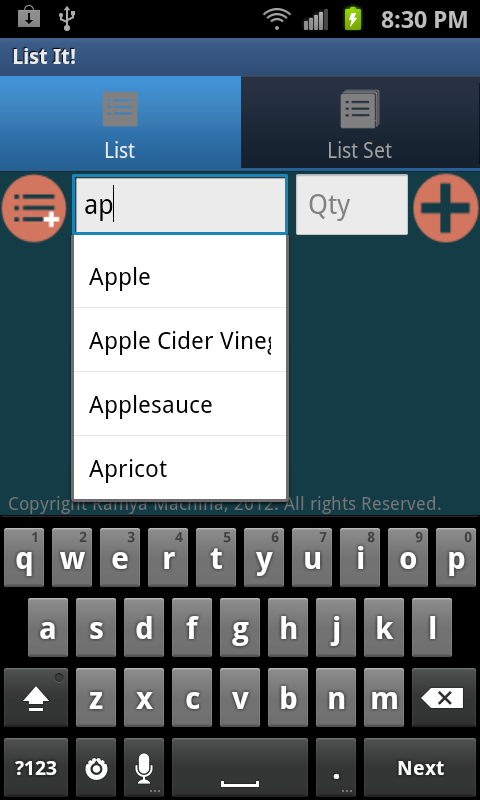 8:30 PM
List It!
List
List Set
ap
Qty
Apple
Apple Cider Vineg
Applesauce
Apricot
Copyright Ramya Machina, 2012. All rights Reserved.
1 2 3 4 5 6 7 8 9 0
q w e r t y u i o p
a s d f g h j k l
z x c v b n m
?123 . Next